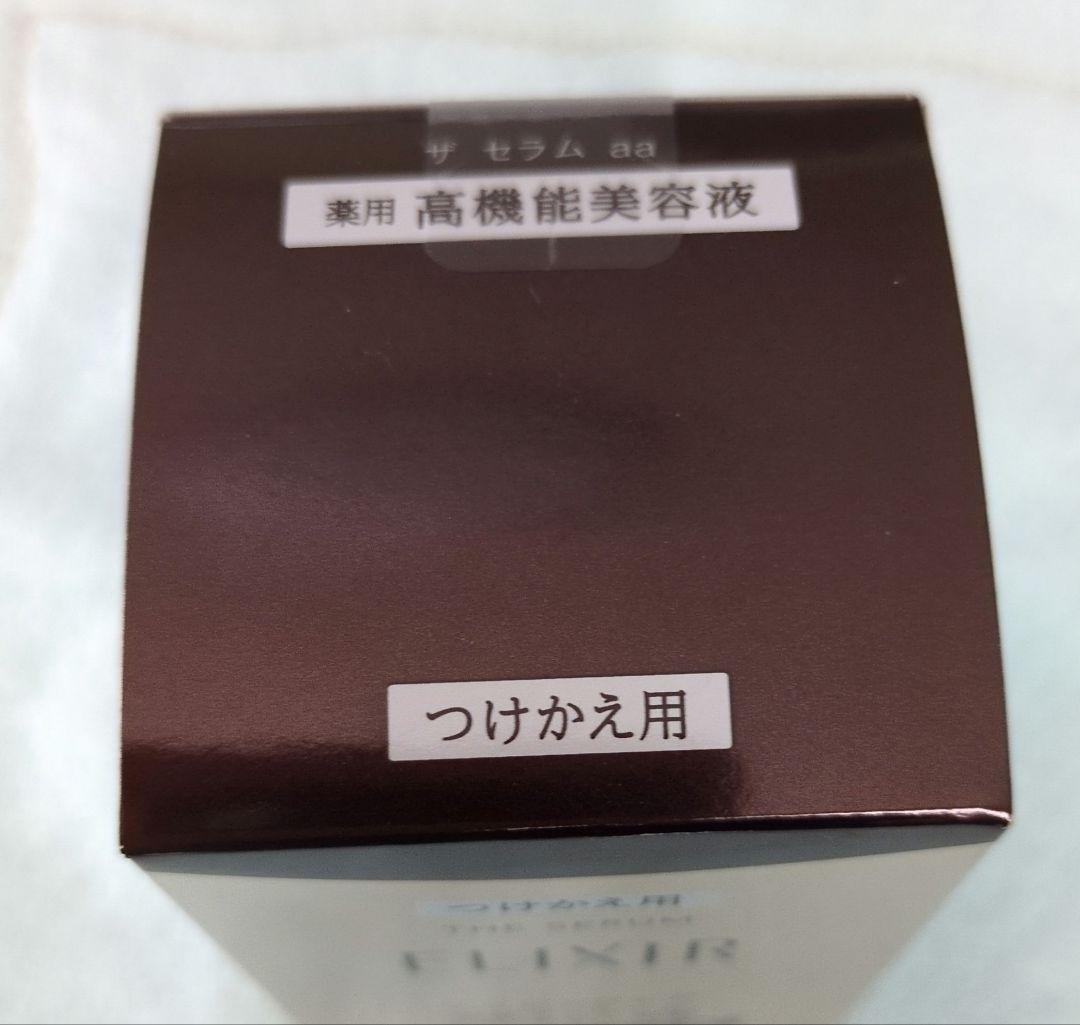 ザ セラム aa
薬用 高機能美容液
つけかえ用
つけかえ用
THE SERUM
ELIXIR